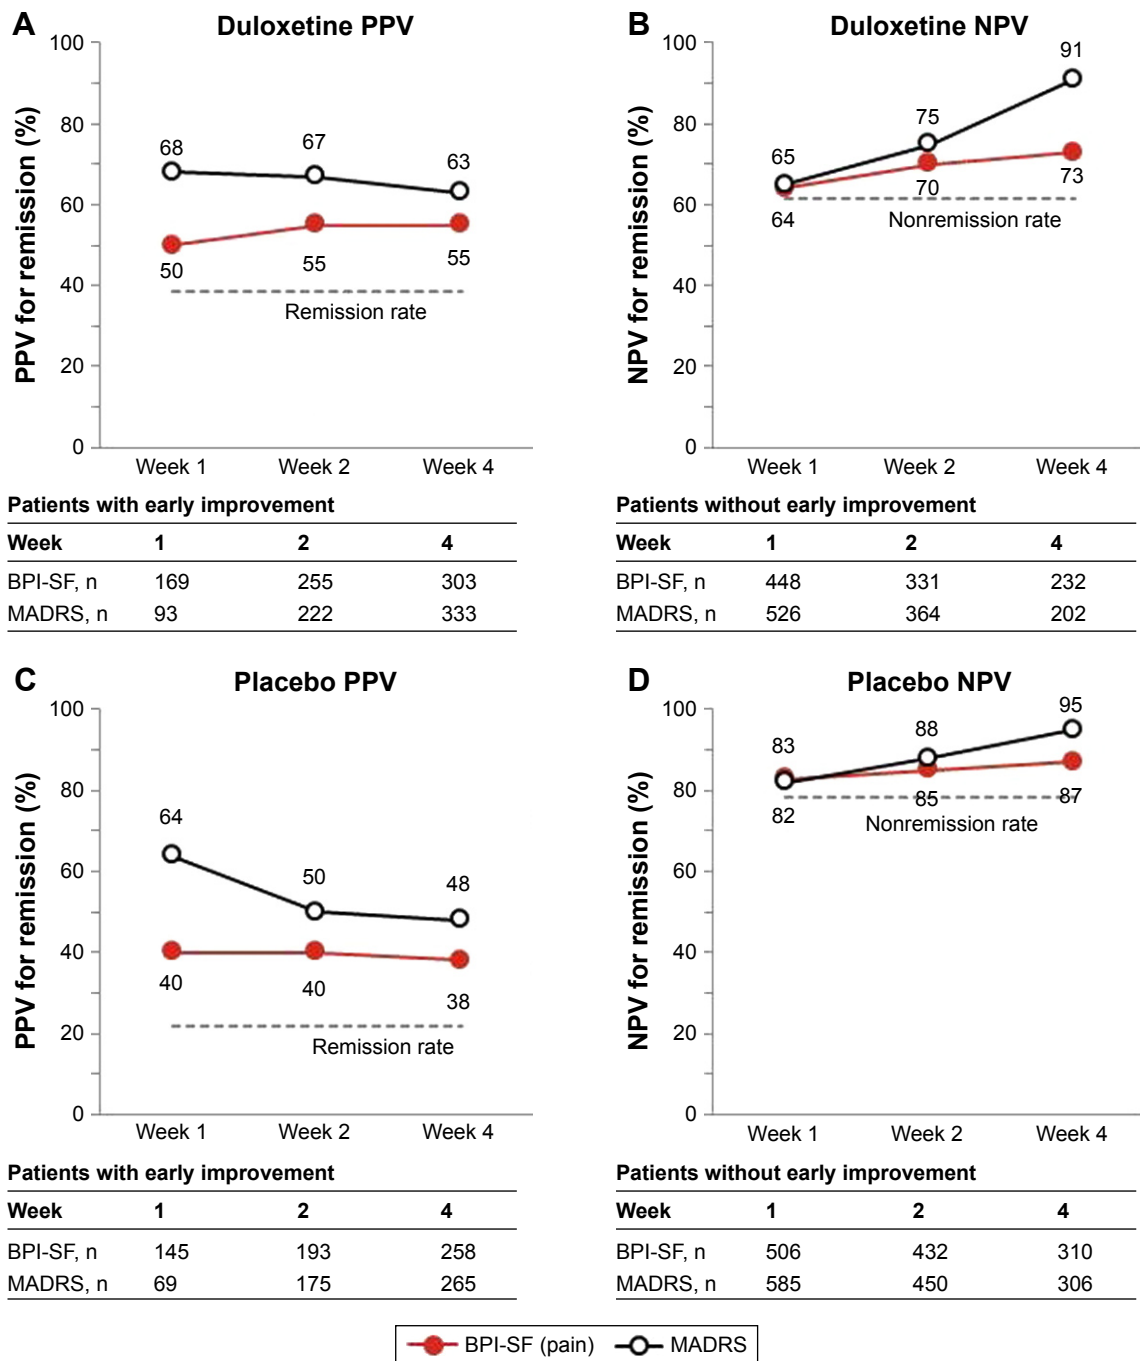 A Duloxetine PPV
PPV for remission (%)
100
80
60
40
20
0
68
67
63
50
55
55
Remission rate
Week 1 Week 2 Week 4
Patients with early improvement
Week 1 2 4
BPI-SF, n 169 255 303
MADRS, n 93 222 333
B Duloxetine NPV
NPV for remission (%)
100
80
60
40
20
0
65
75
91
64
70
73
Nonremission rate
Week 1 Week 2 Week 4
Patients without early improvement
Week 1 2 4
BPI-SF, n 448 331 232
MADRS, n 526 364 202
C Placebo PPV
PPV for remission (%)
100
80
60
40
20
0
64
50
48
40
40
38
Remission rate
Week 1 Week 2 Week 4
Patients with early improvement
Week 1 2 4
BPI-SF, n 145 193 258
MADRS, n 69 175 265
D Placebo NPV
NPV for remission (%)
100
80
60
40
20
0
83
88
95
82
85
87
Nonremission rate
Week 1 Week 2 Week 4
Patients without early improvement
Week 1 2 4
BPI-SF, n 506 432 310
MADRS, n 585 450 306
BPI-SF (pain) MADRS